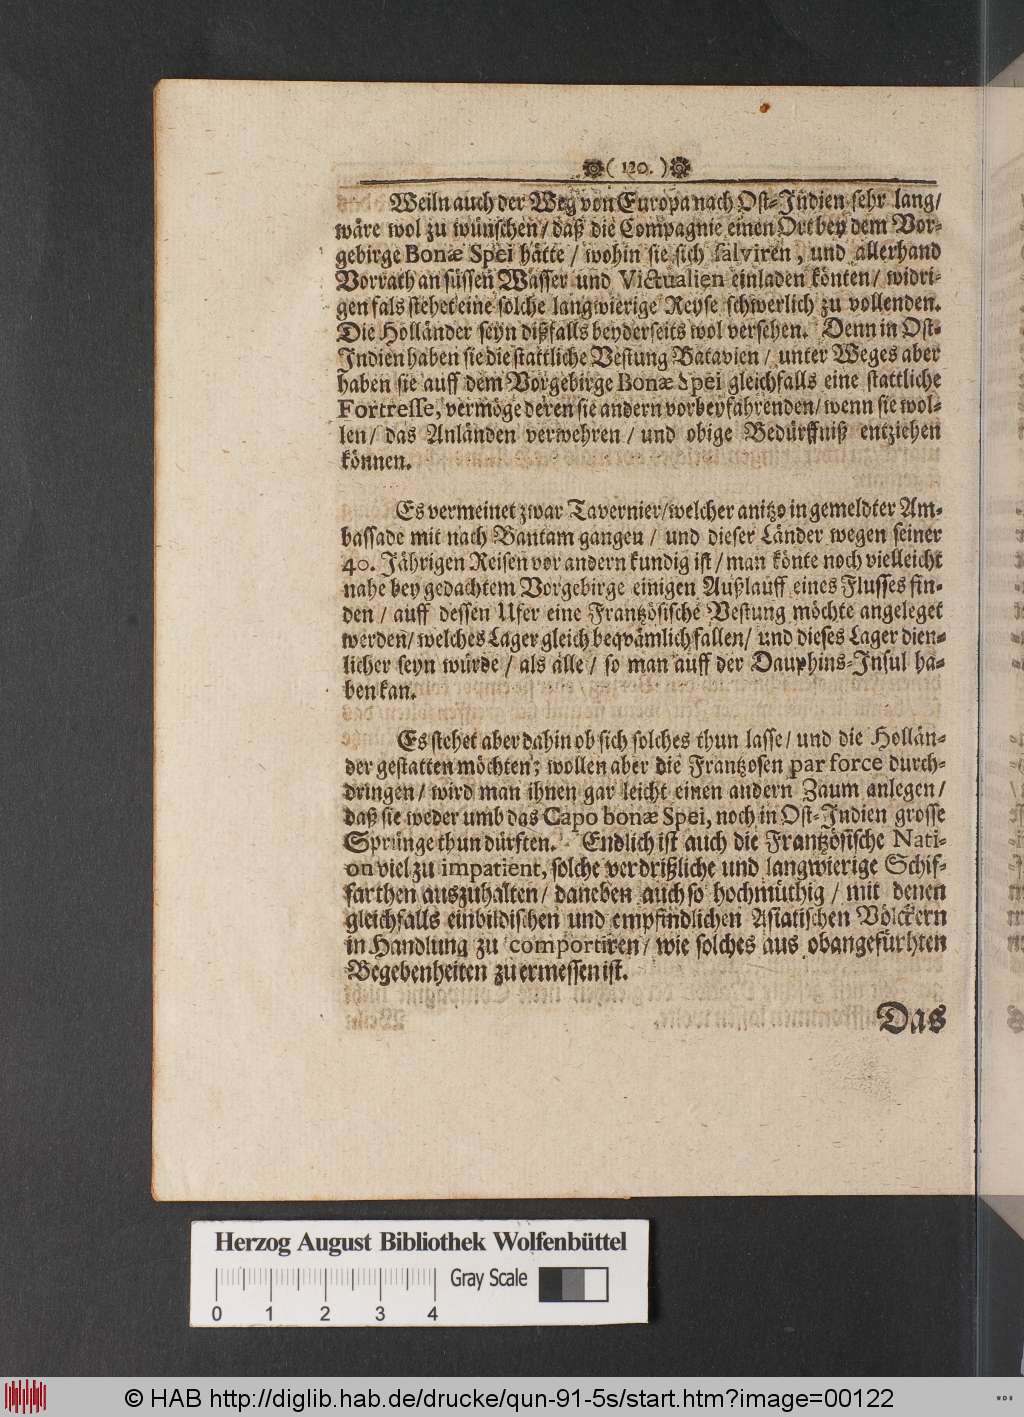 ( 120. )
Weiln auch der Weg von Europa nach Ost-Indien sehr lang/
wäre wol zu wünschen/ daß die Compagnie einen Ort bey dem Vor-
gebirge Bonæ Spei hätte / wohin sie sich salviren, und allerhand
Vorrath an süssen Wasser und Victualien einladen könten/ widri-
gen fals stehet eine solche langwierige Reyse schwerlich zu vollenden.
Die Holländer seyn dißfalls beyderseits wol versehen. Denn in Ost-
Indien haben sie die stattliche Vestung Batavien / unter Weges aber
haben sie auff dem Vorgebirge Bonæ Spei gleichfalls eine stattliche
Fortresse, vermöge deren sie andern vorbeyfahrenden/ wenn sie wol-
len/ das Anländen verwehren / und obige Bedürffniß entziehen
können.
Es vermeinet zwar Tavernier/welcher anitzo in gemeldter Am-
bassade mit nach Bantam gangen / und dieser Länder wegen seiner
40. Jährigen Reisen vor andern kundig ist / man könte noch vielleicht
nahe bey gedachtem Vorgebirge einigen Außlauff eines Flusses fin-
den / auff dessen Ufer eine Frantzösische Vestung möchte angeleget
werden/ welches Lager gleich beqvämlich fallen/ und dieses Lager dien-
licher seyn würde / als alle / so man auff der Dauphins-Insul ha-
ben kan.
Es stehet aber dahin ob sich solches thun lasse/ und die Hollän-
der gestatten möchten; wollen aber die Frantzosen par force durch-
dringen/ wird man ihnen gar leicht einen andern Zaum anlegen/
daß sie weder umb das Capo bonæ Spei, noch in Ost-Indien grosse
Sprünge thun dürften. Endlich ist auch die Frantzösische Nati-
on viel zu impatient, solche verdrißliche und langwierige Schif-
farthen auszuhalten/ daneben auch so hochmüthig / mit denen
gleichfalls einbildischen und empfindlichen Asiatischen Völckern
in Handlung zu comportiren/ wie solches aus obangefürhten
Begebenheiten zu ermessen ist.
Das
Herzog August Bibliothek Wolfenbüttel
Gray Scale
0 1 2 3 4
© HAB http://diglib.hab.de/drucke/qun-91-5s/start.htm?image=00122